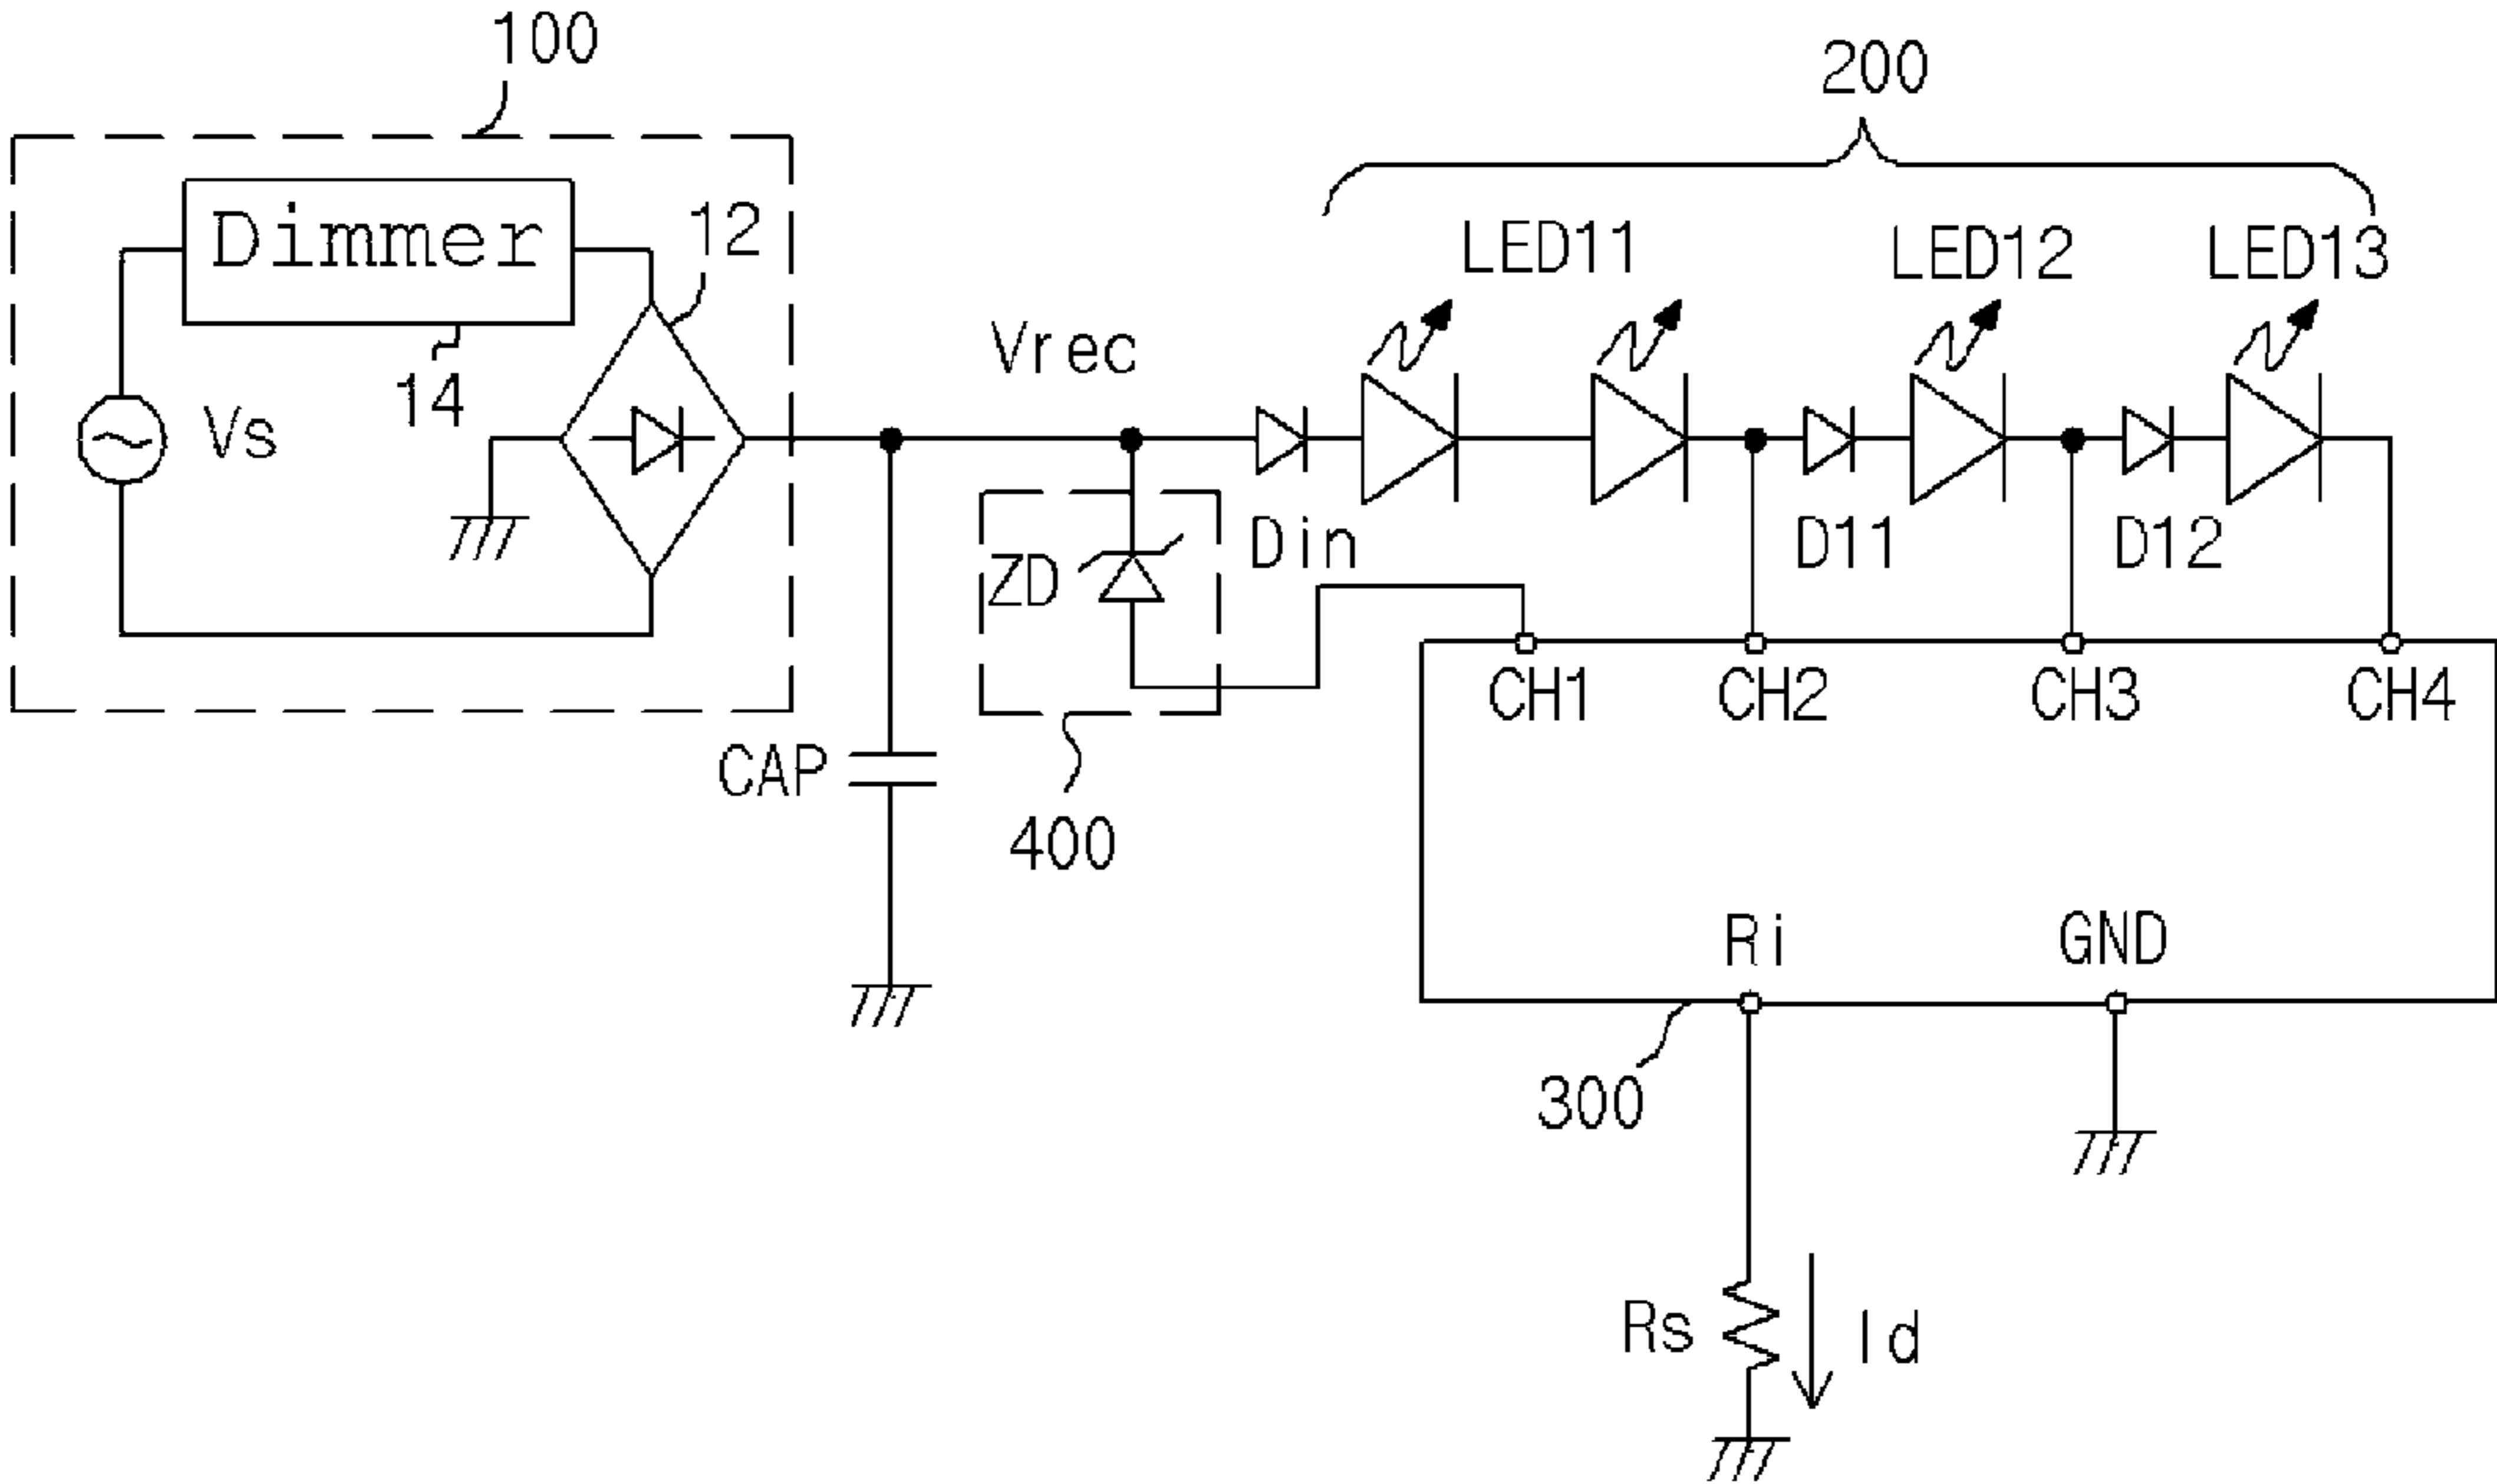 100
200
Dimmer
12
LED11
LED12
LED13
Vrec
14
Vs
Din
D11
D12
ZD
CH1
CH2
CH3
CH4
CAP
400
Ri
GND
300
Rs
Id